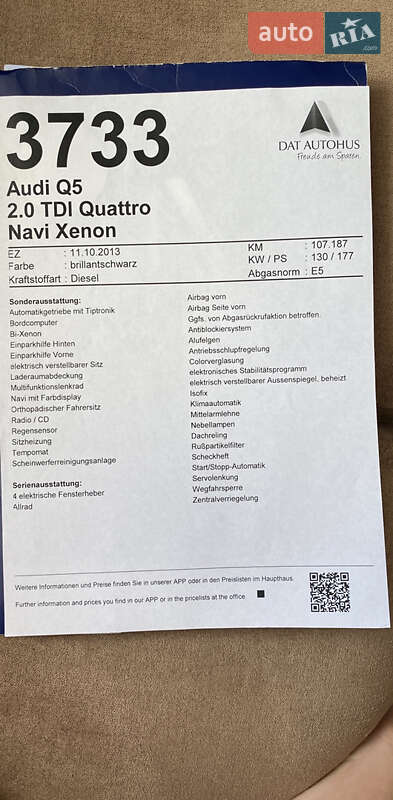 auto RIA .com
3733
DAT AUTOHUS
Freude am Sparen.
Audi Q5
2.0 TDI Quattro
Navi Xenon
EZ : 11.10.2013
Farbe : brillantschwarz
Kraftstoffart : Diesel
KM : 107.187
KW / PS : 130 / 177
Abgasnorm : E5
Sonderausstattung:
Automatikgetriebe mit Tiptronik
Bordcomputer
Bi-Xenon
Einparkhilfe Hinten
Einparkhilfe Vorne
elektrisch verstellbarer Sitz
Laderaumabdeckung
Multifunktionslenkrad
Navi mit Farbdisplay
Orthopädischer Fahrersitz
Radio / CD
Regensensor
Sitzheizung
Tempomat
Scheinwerferreinigungsanlage
Serienausstattung:
4 elektrische Fensterheber
Allrad
Airbag vorn
Airbag Seite vorn
Ggfs. von Abgasrückrufaktion betroffen.
Antiblockiersystem
Alufelgen
Antriebsschlupfregelung
Colorverglasung
elektronisches Stabilitätsprogramm
elektrisch verstellbar Aussenspiegel, beheizt
Isofix
Klimaautomatik
Mittelarmlehne
Nebellampen
Dachreling
Rußpartikelfilter
Scheckheft
Start/Stopp-Automatik
Servolenkung
Wegfahrsperre
Zentralverriegelung
Weitere Informationen und Preise finden Sie in unserer APP oder in den Preislisten im Haupthaus.
Further information and prices you find in our APP or in the pricelists at the office